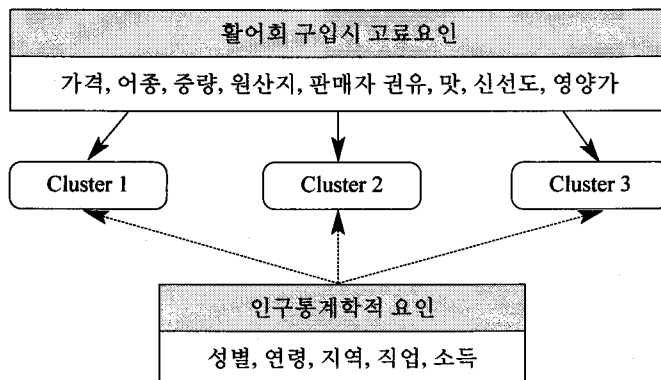 활어회 구입시 고료요인
가격, 어종, 중량, 원산지, 판매자 권유, 맛, 신선도, 영양가
Cluster 1
Cluster 2
Cluster 3
인구통계학적 요인
성별, 연령, 지역, 직업, 소득